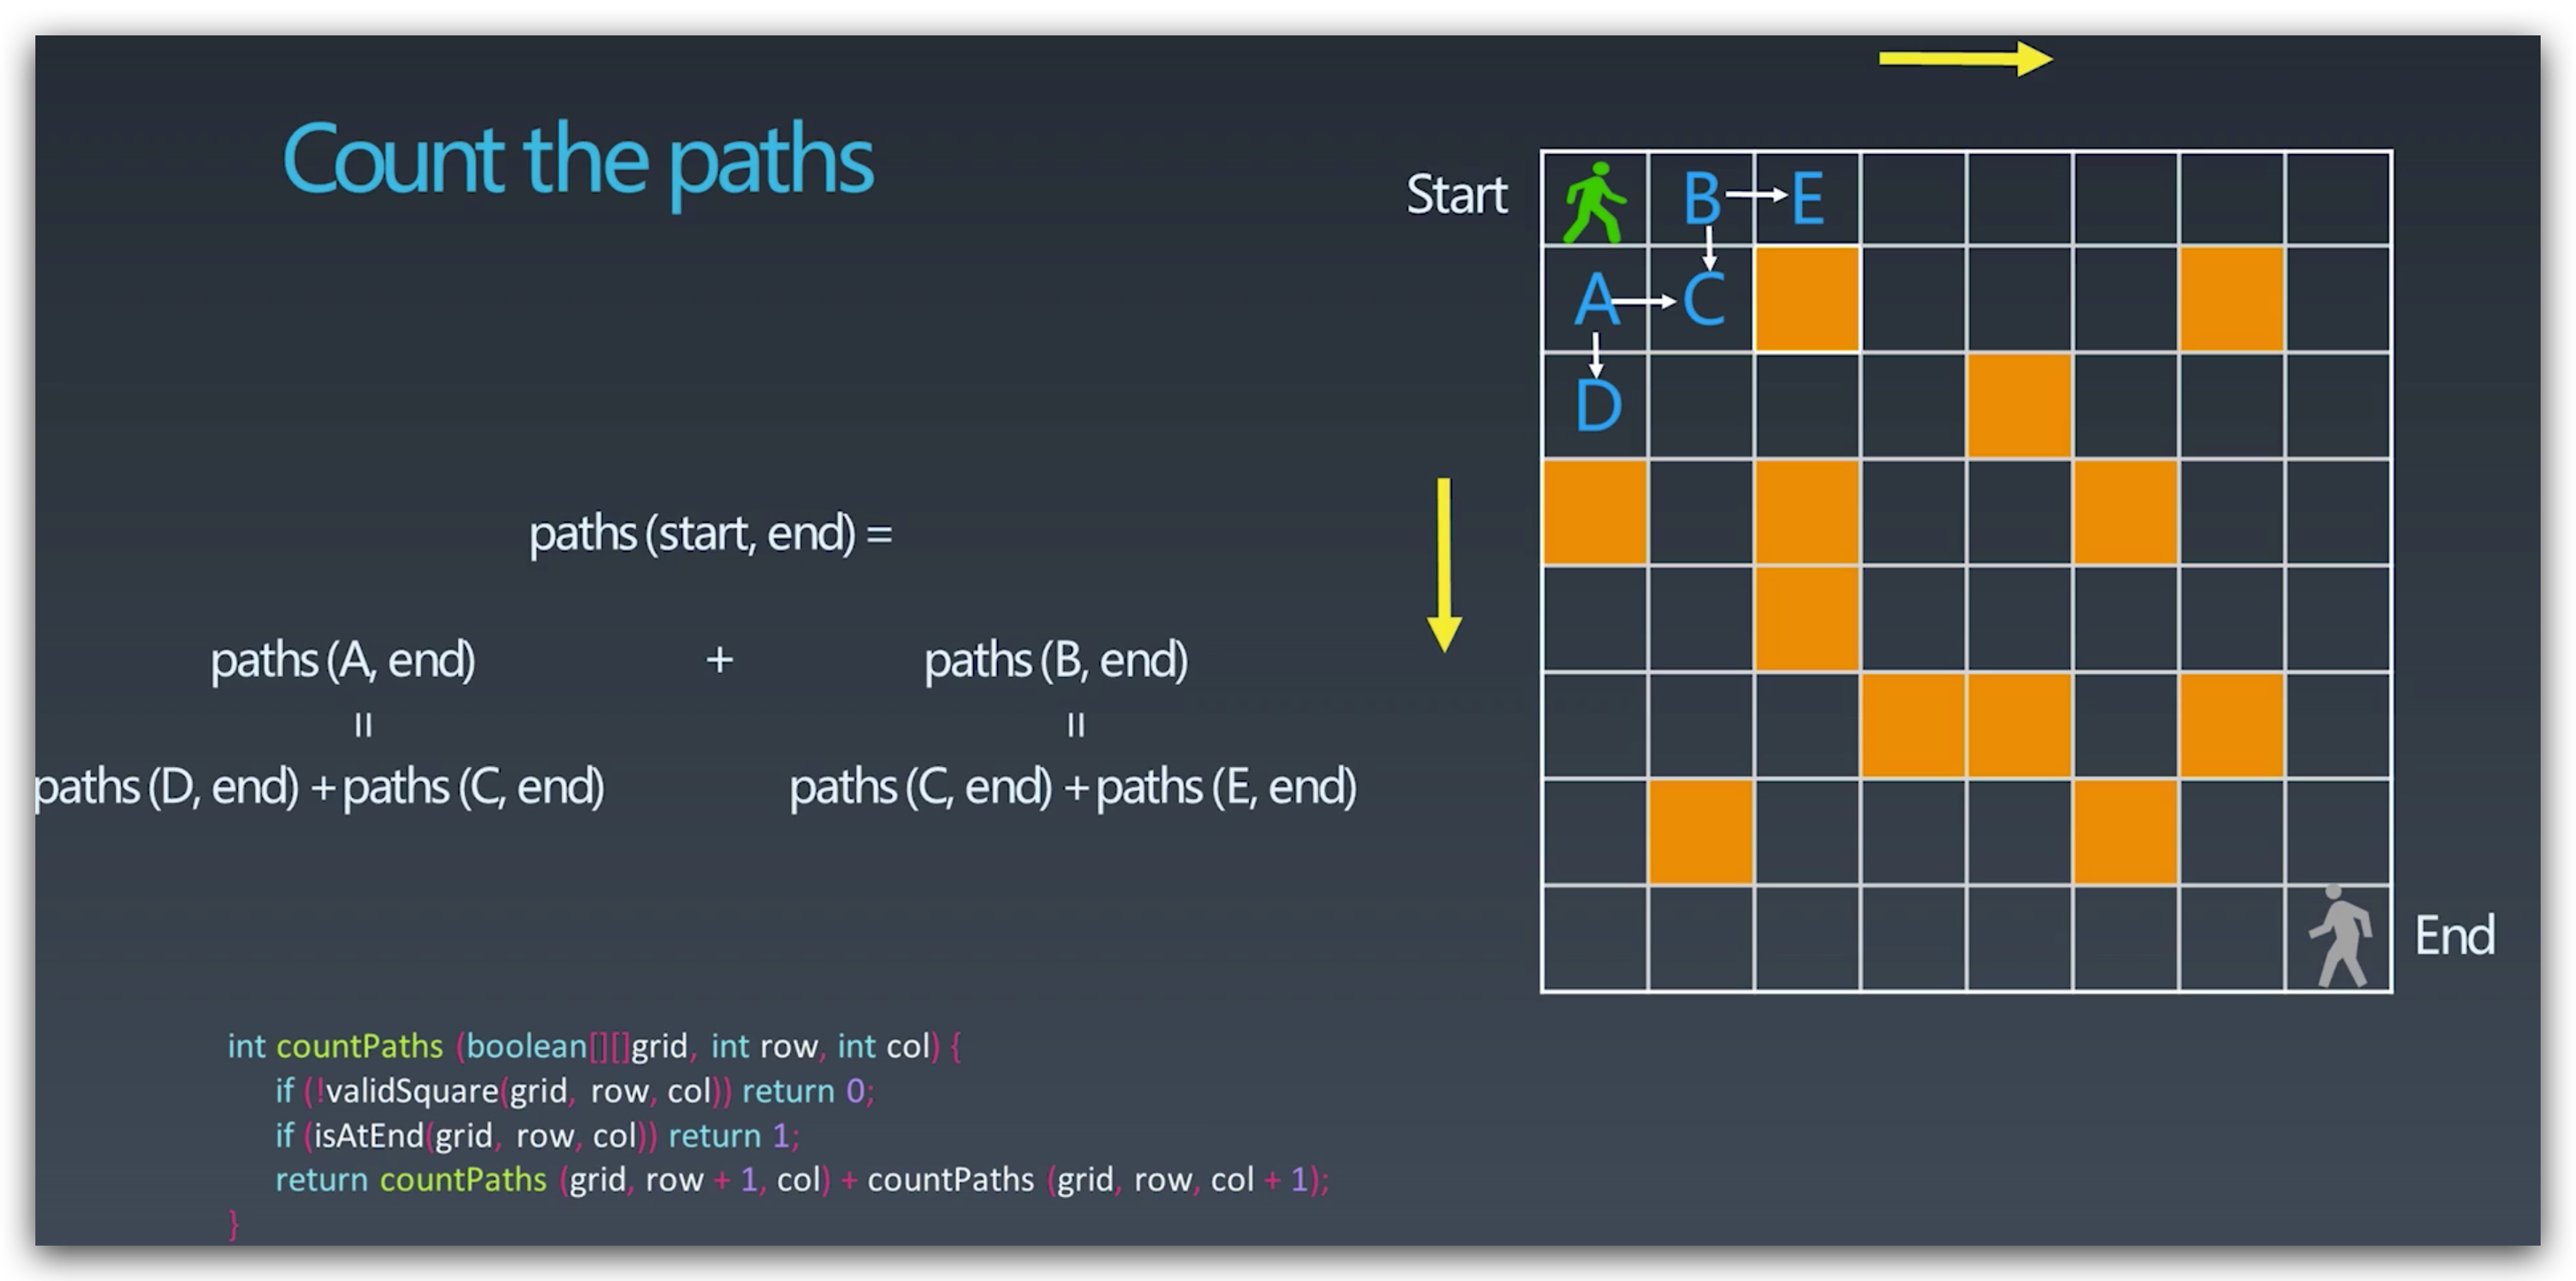 Count the paths
Start
B E
A C
D
paths (start, end) =
paths (A, end) + paths (B, end)
= =
paths (D, end) + paths (C, end) paths (C, end) + paths (E, end)
End
int countPaths (boolean[][]grid, int row, int col) {
if (!validSquare(grid, row, col)) return 0;
if (isAtEnd(grid, row, col)) return 1;
return countPaths (grid, row + 1, col) + countPaths (grid, row, col + 1);
}